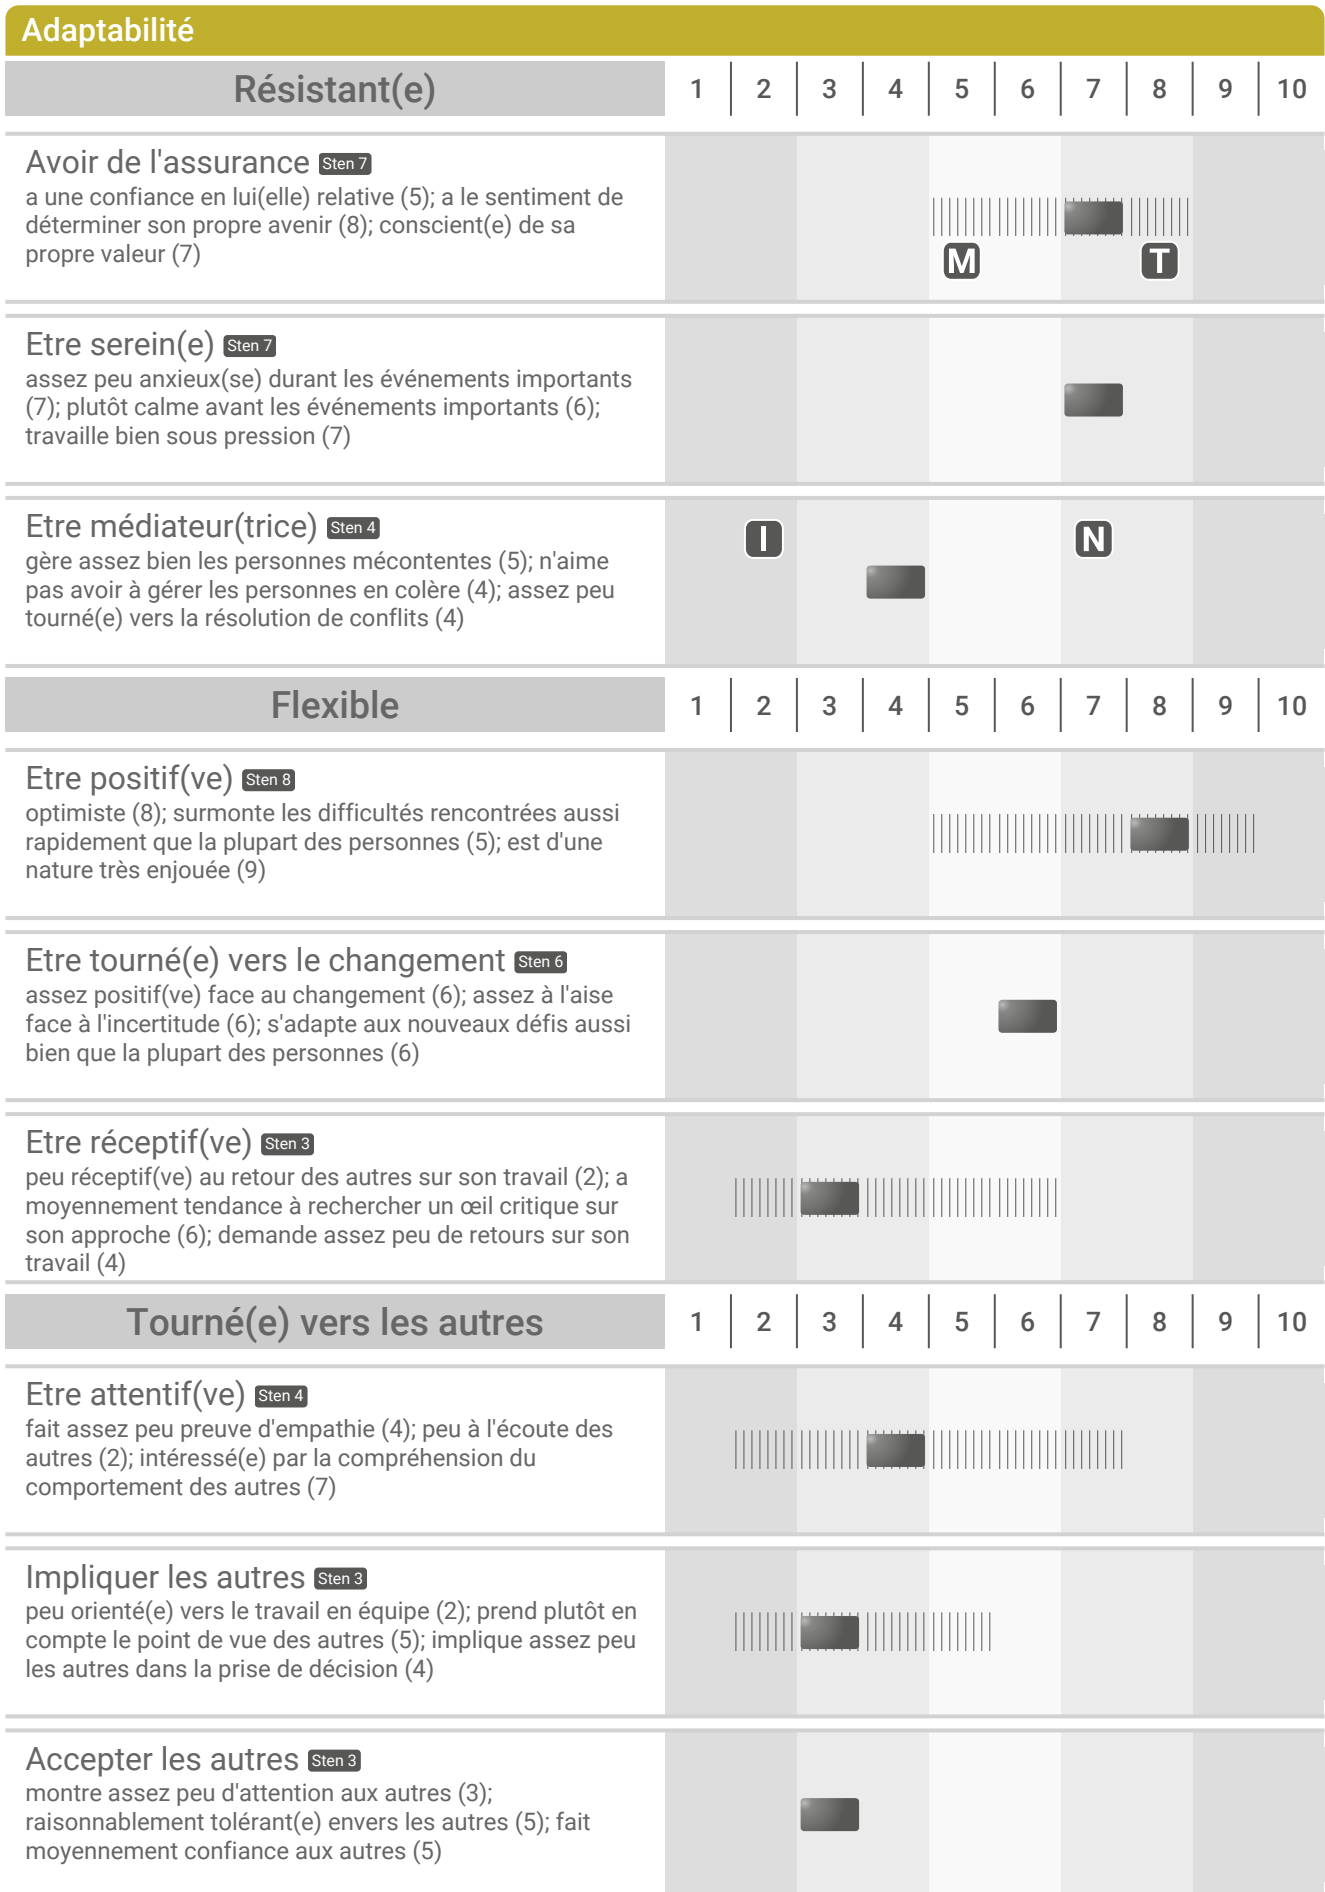 Adaptabilité
Résistant(e) 1 2 3 4 5 6 7 8 9 10
Avoir de l'assurance Sten 7
a une confiance en lui(elle) relative (5); a le sentiment de
déterminer son propre avenir (8); conscient(e) de sa
propre valeur (7)
M T
Etre serein(e) Sten 7
assez peu anxieux(se) durant les événements importants
(7); plutôt calme avant les événements importants (6);
travaille bien sous pression (7)
Etre médiateur(trice) Sten 4
I N
gère assez bien les personnes mécontentes (5); n'aime
pas avoir à gérer les personnes en colère (4); assez peu
tourné(e) vers la résolution de conflits (4)
Flexible 1 2 3 4 5 6 7 8 9 10
Etre positif(ve) Sten 8
optimiste (8); surmonte les difficultés rencontrées aussi
rapidement que la plupart des personnes (5); est d'une
nature très enjouée (9)
Etre tourné(e) vers le changement Sten 6
assez positif(ve) face au changement (6); assez à l'aise
face à l'incertitude (6); s'adapte aux nouveaux défis aussi
bien que la plupart des personnes (6)
Etre réceptif(ve) Sten 3
peu réceptif(ve) au retour des autres sur son travail (2); a
moyennement tendance à rechercher un œil critique sur
son approche (6); demande assez peu de retours sur son
travail (4)
Tourné(e) vers les autres 1 2 3 4 5 6 7 8 9 10
Etre attentif(ve) Sten 4
fait assez peu preuve d'empathie (4); peu à l'écoute des
autres (2); intéressé(e) par la compréhension du
comportement des autres (7)
Impliquer les autres Sten 3
peu orienté(e) vers le travail en équipe (2); prend plutôt en
compte le point de vue des autres (5); implique assez peu
les autres dans la prise de décision (4)
Accepter les autres Sten 3
montre assez peu d'attention aux autres (3);
raisonnablement tolérant(e) envers les autres (5); fait
moyennement confiance aux autres (5)